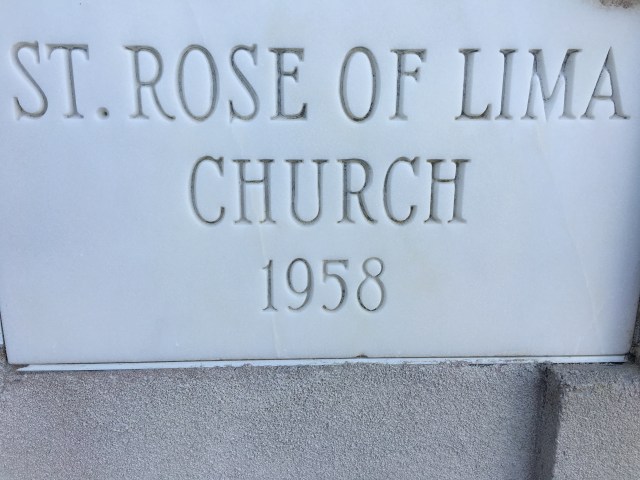 ST. ROSE OF LIMA
CHURCH
1958